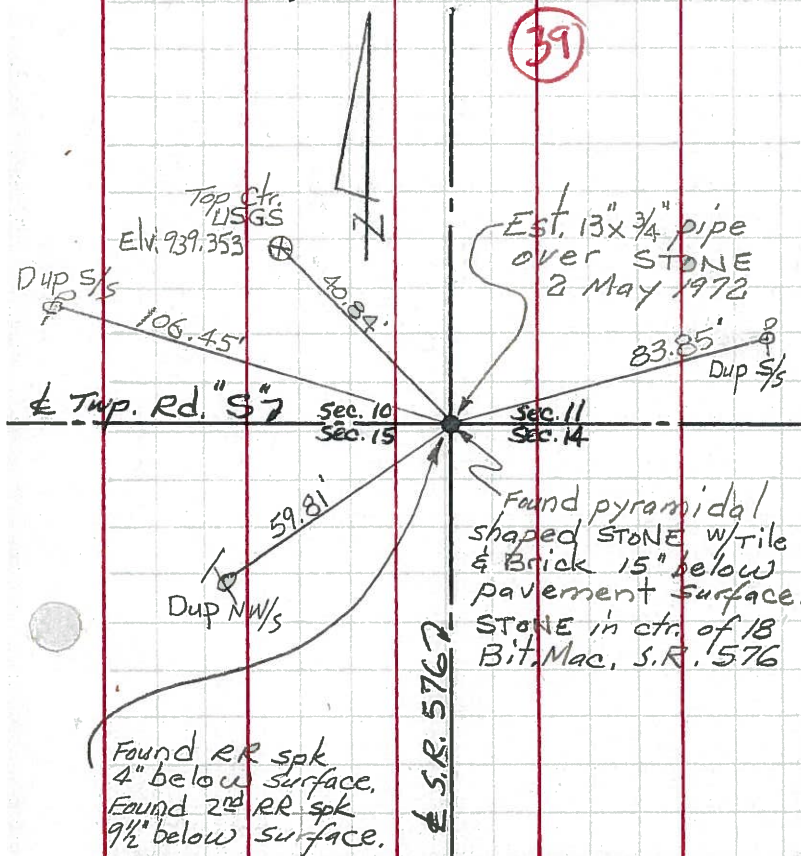 39
Top Ctr.
USGS
Elv. 939.353
Est. 13"x 3/4" pipe
over STONE
2 May 1972
Dup S/S
106.45'
40.84'
83.85'
Dup S/S
℄ Twp. Rd. "S"
Sec. 10
Sec. 15
Sec. 11
Sec. 14
59.81'
Dup NW/S
Found pyramidal
shaped STONE w/Tile
& Brick 15" below
pavement surface.
STONE in ctr. of 18
Bit. Mac. S.R. 576
℄ S.R. 576
Found RR spk
4" below surface.
Found 2nd RR spk
9½" below surface.
N